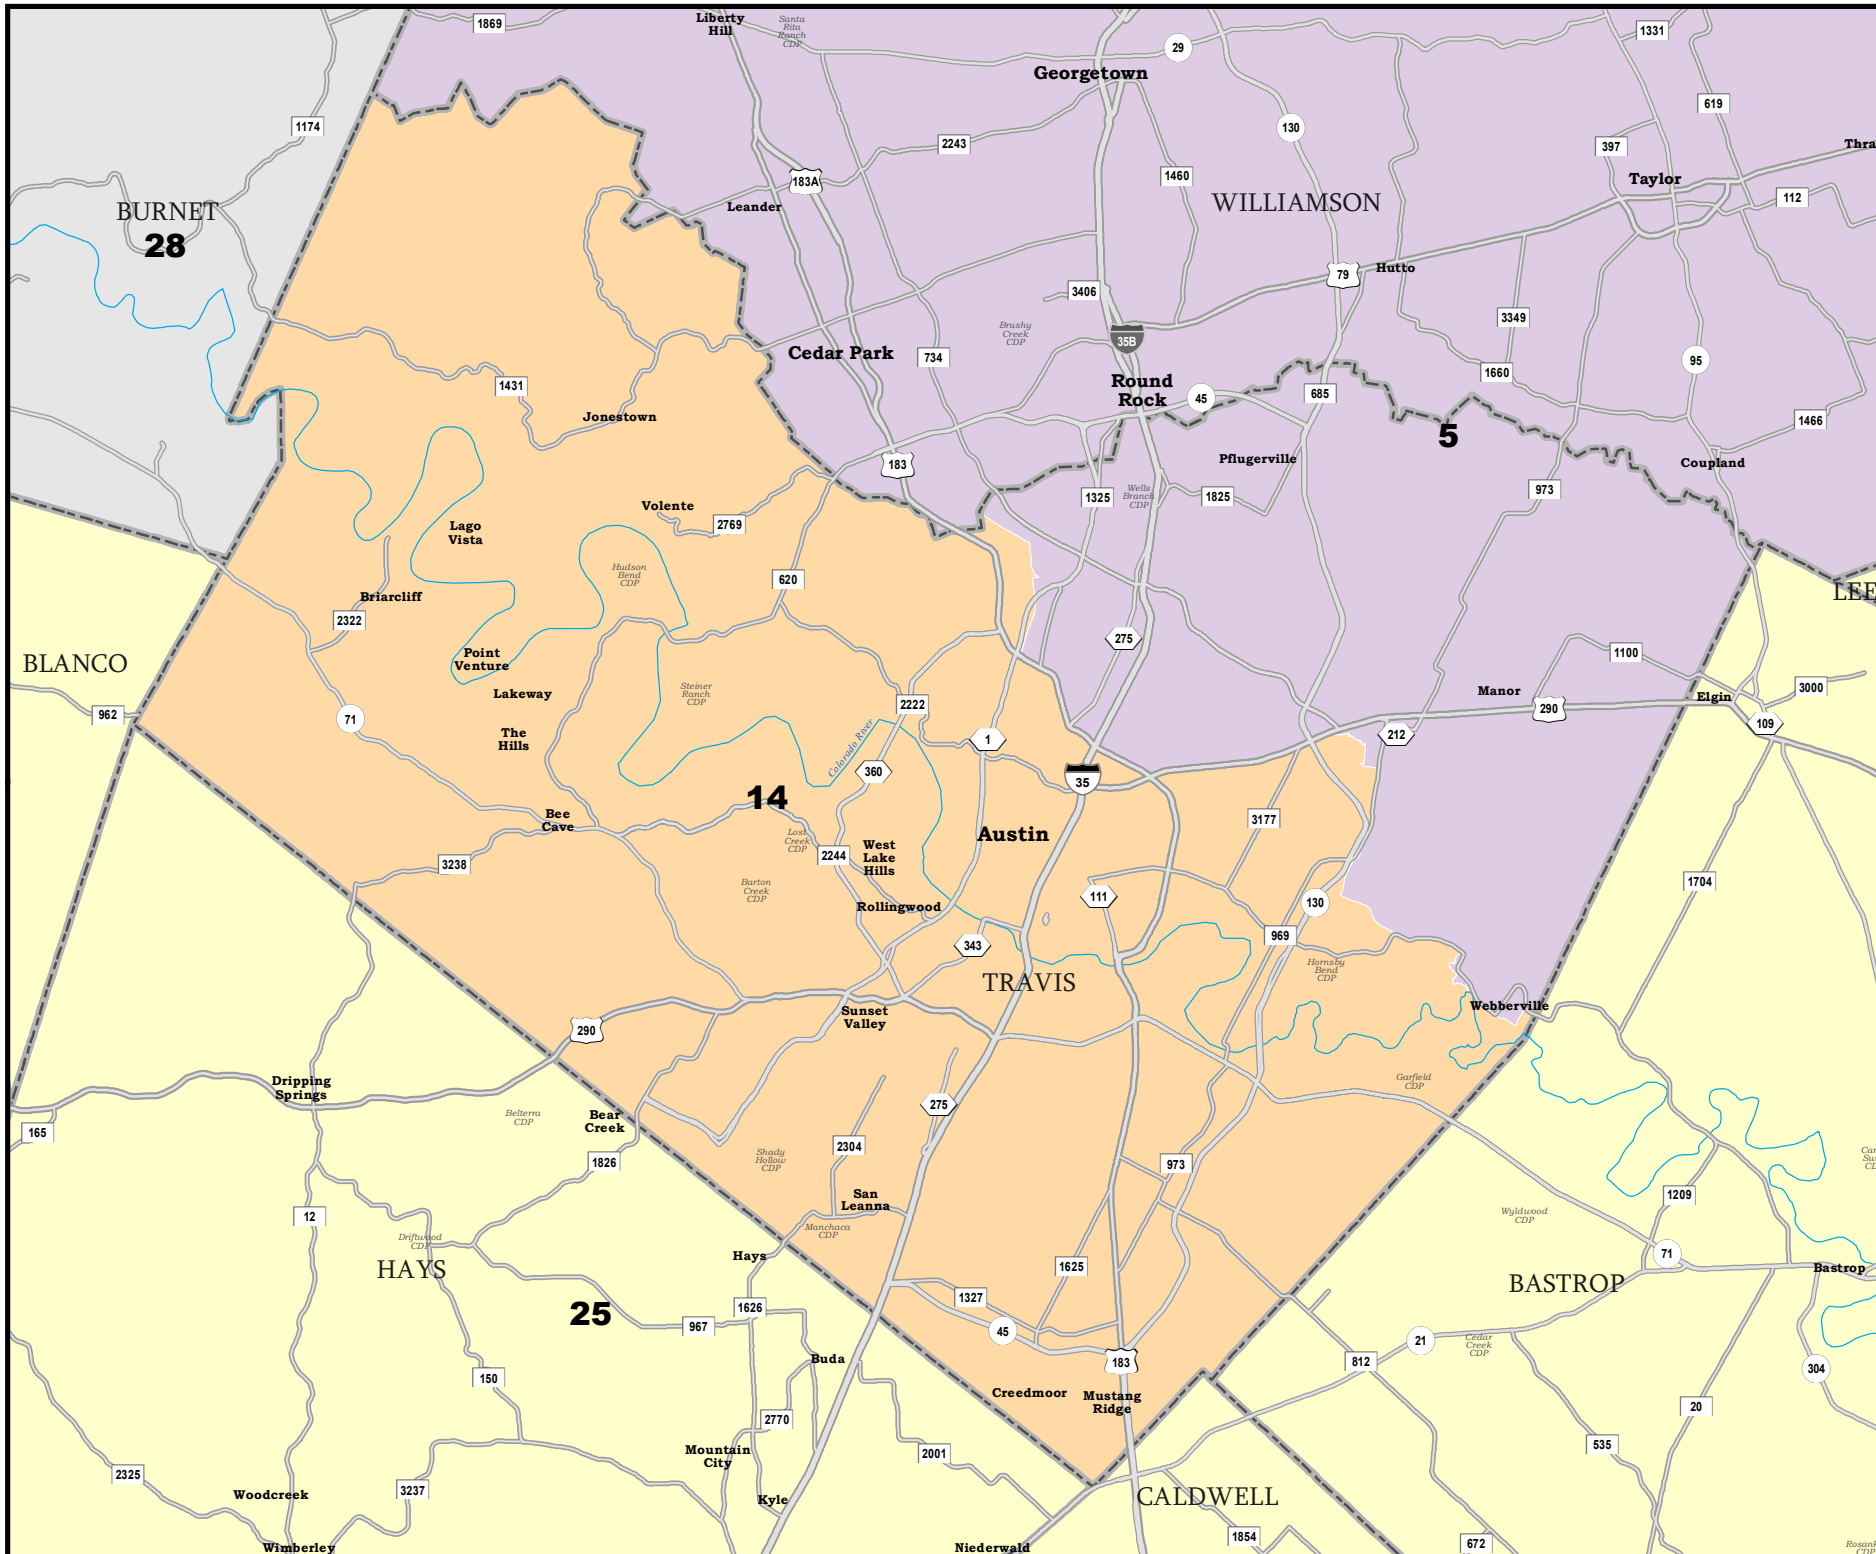 1869
Liberty
Hill
Santa
Rita
Ranch
CDP
29
1331
Georgetown
619
1174
130
2243
397
Thra
1460
183A
Taylor
112
Leander
WILLIAMSON
BURNET
28
79
Hutto
3406
3349
Brushy
Creek
CDP
35B
Cedar Park
734
95
1660
Round
Rock
1431
45
685
Jonestown
1466
5
Pflugerville
Coupland
183
973
1325
Wells
Branch
CDP
1825
Volente
2769
Lago
Vista
Hudson
Bend
CDP
620
LEE
Briarcliff
2322
275
1100
BLANCO
Point
Venture
Lakeway
Steiner
Ranch
CDP
Manor
Elgin
3000
2222
290
109
962
71
The
Hills
1
212
Colorado River
360
35
14
Bee
Cave
3177
Austin
Lost
Creek
CDP
2244
West
Lake
Hills
3238
Barton
Creek
CDP
1704
111
130
Rollingwood
969
343
Hornsby
Bend
CDP
TRAVIS
Webberville
Sunset
Valley
290
Dripping
Springs
Garfield
CDP
275
Belterra
CDP
Bear
Creek
165
2304
Shady
Hollow
CDP
1826
973
Car
Sw
CD
San
Leanna
1209
12
Wyldwood
CDP
Manchaca
CDP
Driftwood
CDP
Hays
71
HAYS
1625
Bastrop
BASTROP
1327
1626
25
967
45
21
Cedar
Creek
CDP
Buda
183
812
304
150
Creedmoor
Mustang
Ridge
20
2770
Mountain
City
2001
535
2325
3237
Woodcreek
Kyle
CALDWELL
1854
672
Wimberley
Niederwald
Rosan
CDP